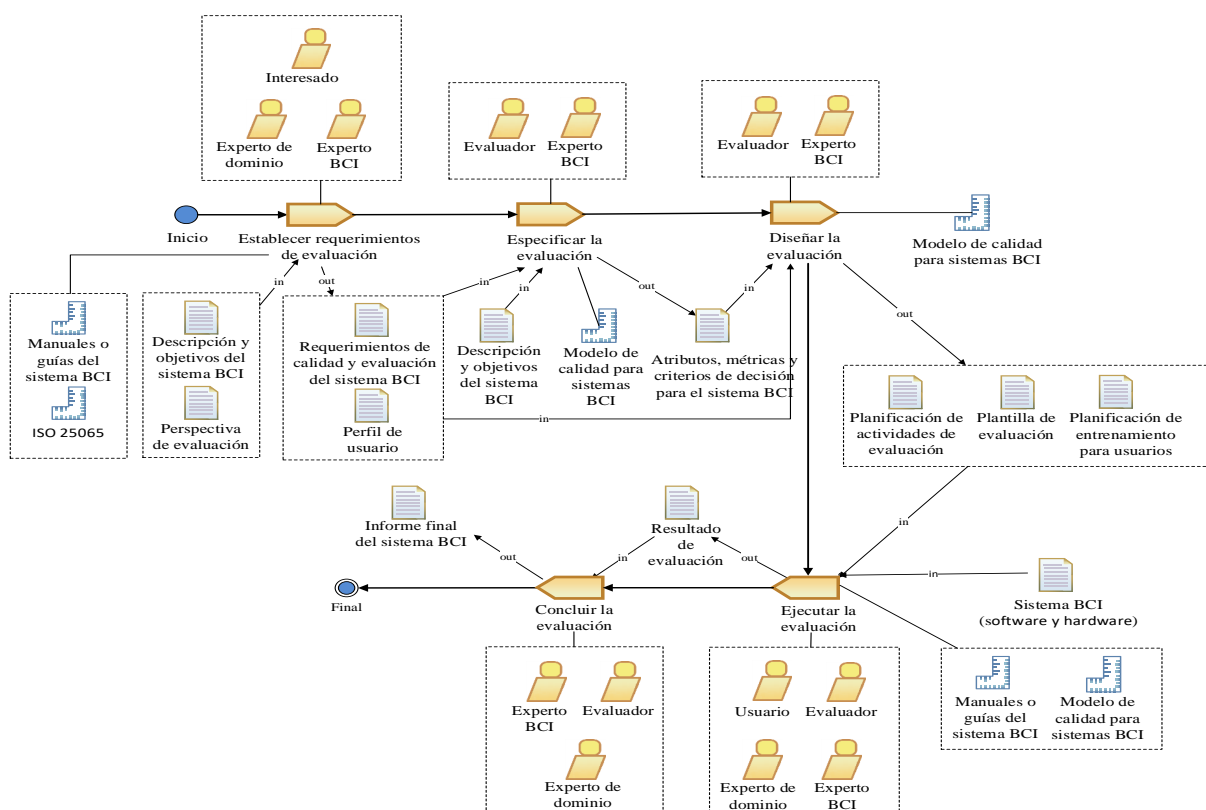 Interesado
Experto de
dominio
Experto
BCI
Evaluador
Experto
BCI
Evaluador
Experto
BCI
Inicio
Establecer requerimientos
de evaluación
Especificar la
evaluación
Diseñar la
evaluación
Modelo de calidad
para sistemas BCI
in
out
in
in
out
in
out
Manuales o
guías del
sistema BCI
ISO 25065
Descripción y
objetivos del
sistema BCI
Perspectiva
de evaluación
Requerimientos de
calidad y evaluación
del sistema BCI
Perfil de
usuario
Descripción
y objetivos
del sistema
BCI
Modelo de
calidad para
sistemas
BCI
Atributos, métricas y
criterios de decisión
para el sistema BCI
in
Planificación de
actividades de
evaluación
Plantilla de
evaluación
Planificación de
entrenamiento
para usuarios
Informe final
del sistema BCI
Resultado
de
evaluación
out
in
out
in
in
Final
Concluir la
evaluación
Ejecutar la
evaluación
Sistema BCI
(software y hardware)
Experto
BCI
Evaluador
Experto de
dominio
Usuario
Evaluador
Experto de
dominio
Experto
BCI
Manuales o
guías del
sistema BCI
Modelo de
calidad para
sistemas BCI